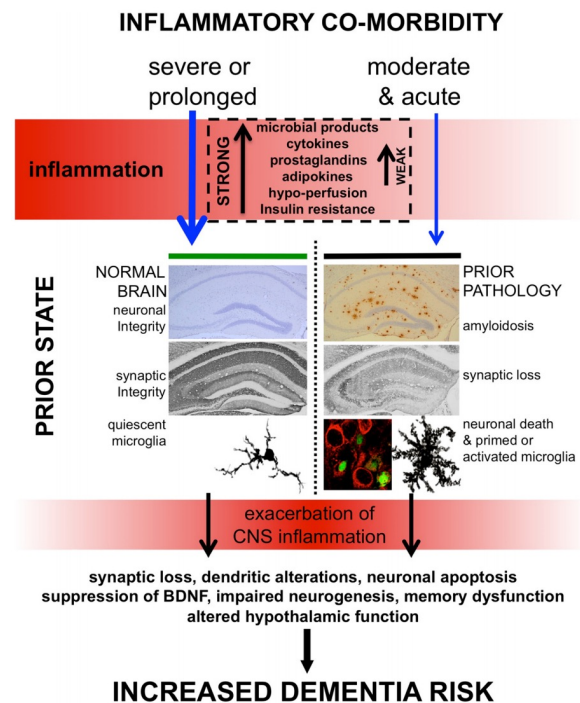 INFLAMMATORY CO-MORBIDITY
severe or
prolonged
moderate
& acute
inflammation
STRONG
microbial products
cytokines
prostaglandins
adipokines
hypo-perfusion
Insulin resistance
WEAK
PRIOR STATE
NORMAL
BRAIN
neuronal
Integrity
synaptic
Integrity
quiescent
microglia
PRIOR
PATHOLOGY
amyloidosis
synaptic loss
neuronal death
& primed or
activated microglia
exacerbation of
CNS inflammation
synaptic loss, dendritic alterations, neuronal apoptosis
suppression of BDNF, impaired neurogenesis, memory dysfunction
altered hypothalamic function
INCREASED DEMENTIA RISK